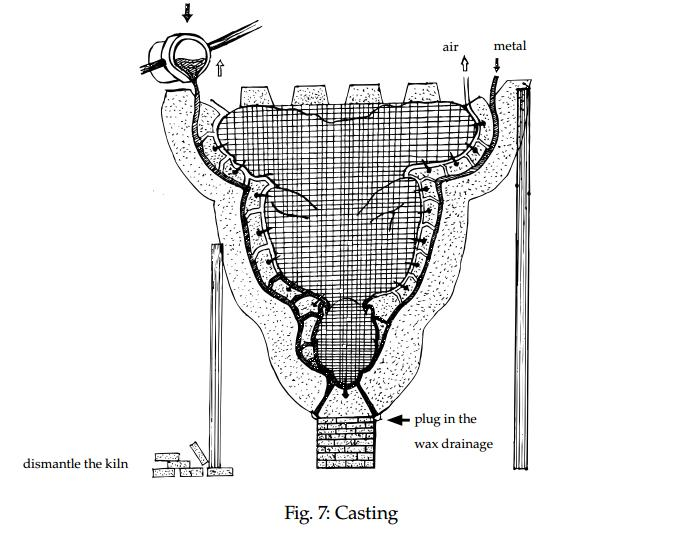 air
metal
plug in the
wax drainage
dismantle the kiln
Fig. 7: Casting